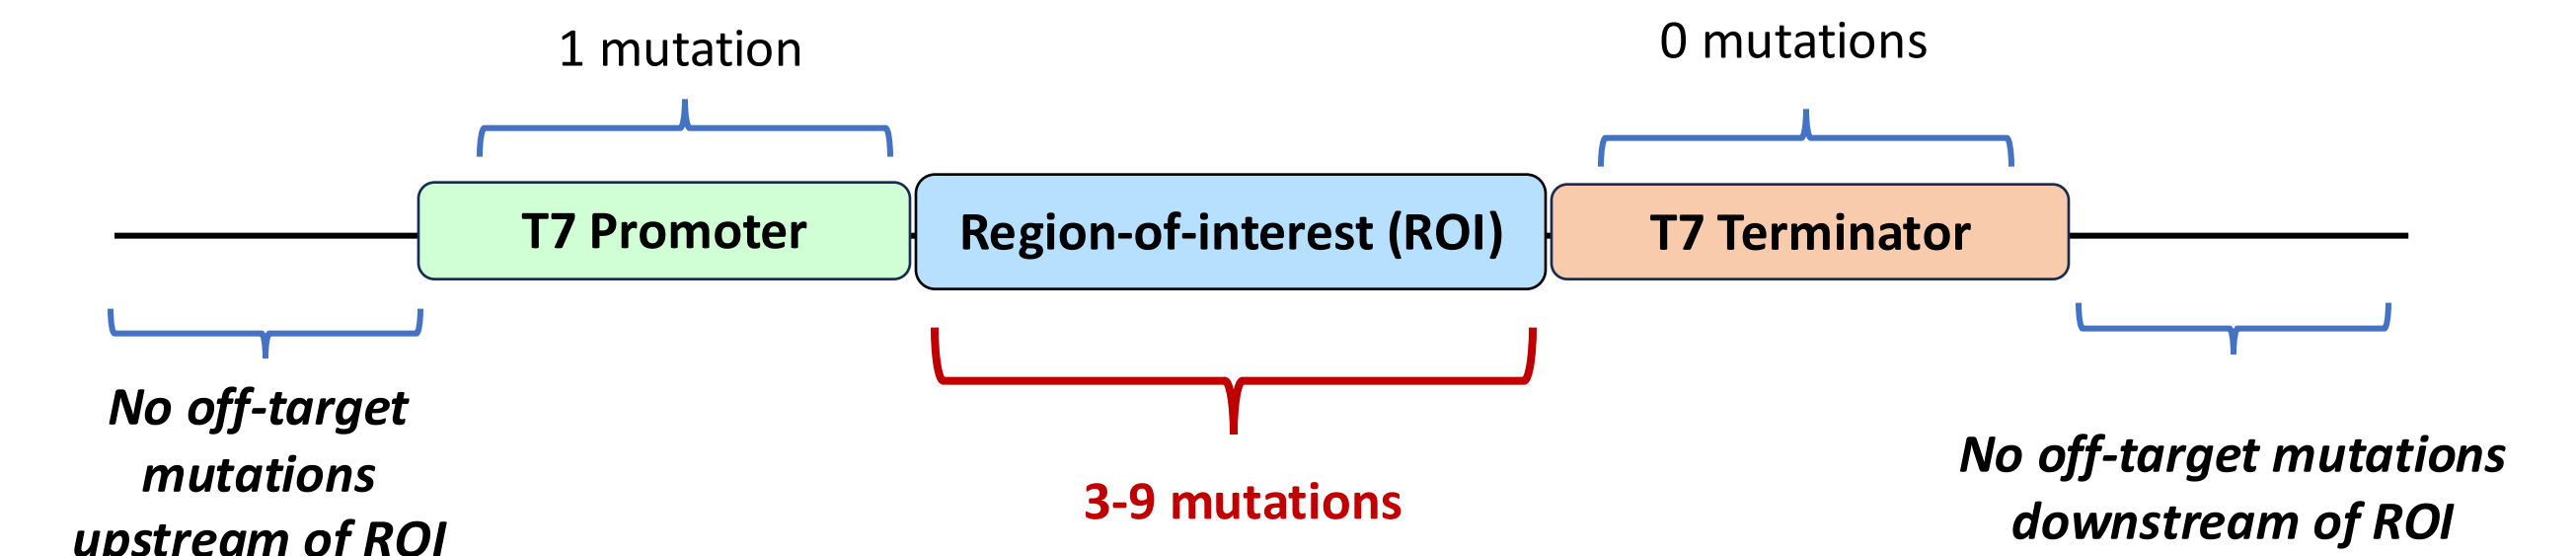 1 mutation
0 mutations
T7 Promoter
Region-of-interest (ROI)
T7 Terminator
No off-target
mutations
upstream of ROI
3-9 mutations
No off-target mutations
downstream of ROI